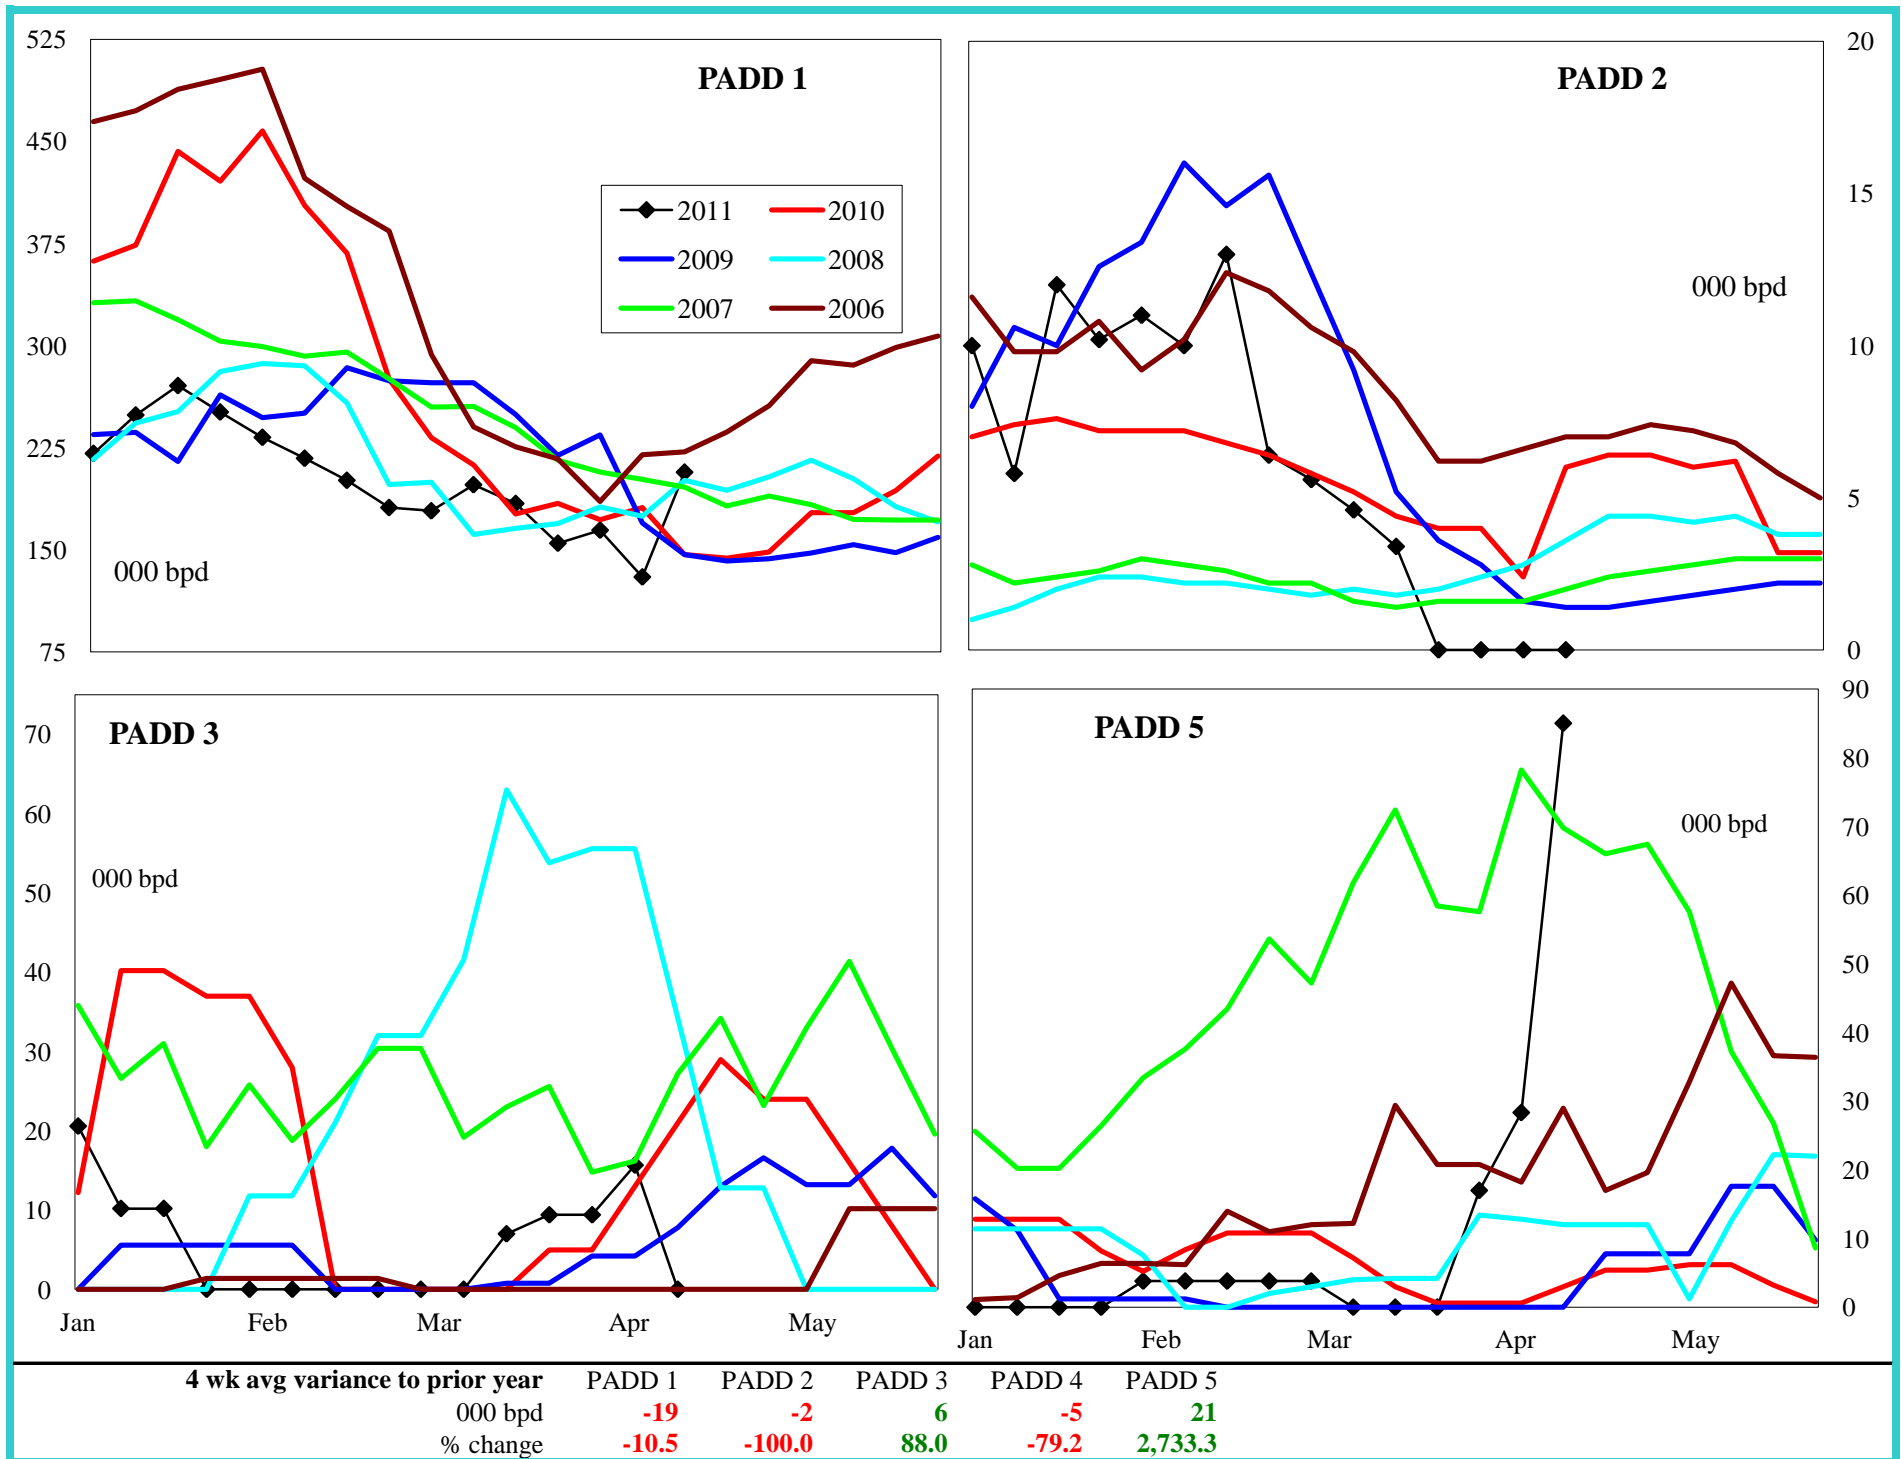 525
450
375
300
225
150
75
PADD 1
000 bpd
2011
2010
2009
2008
2007
2006
PADD 2
000 bpd
20
15
10
5
0
70
60
50
40
30
20
10
0
PADD 3
000 bpd
Jan Feb Mar Apr May
PADD 5
000 bpd
90
80
70
60
50
40
30
20
10
0
Jan Feb Mar Apr May
4 wk avg variance to prior year PADD 1 PADD 2 PADD 3 PADD 4 PADD 5
000 bpd -19 -2 6 -5 21
% change -10.5 -100.0 88.0 -79.2 2,733.3